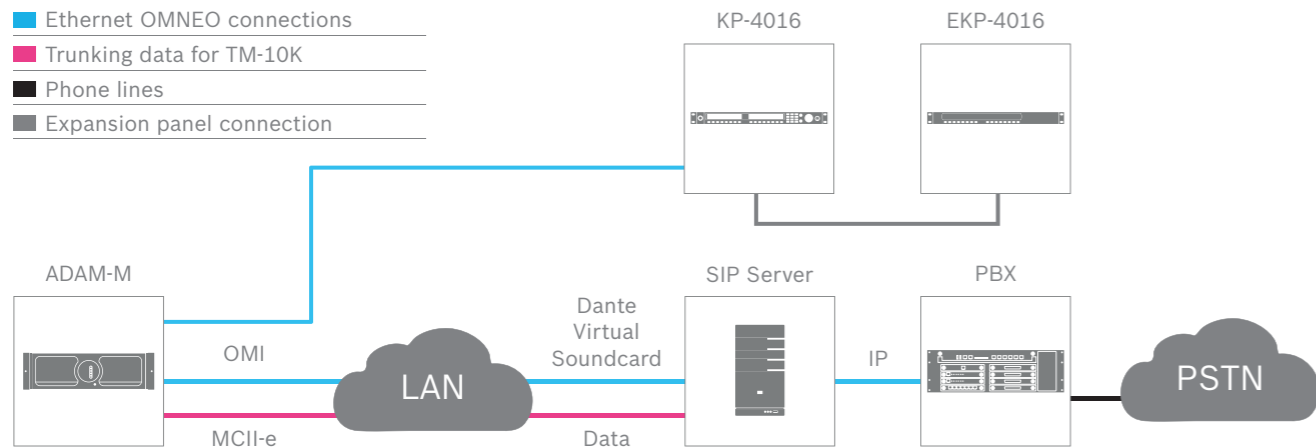 Ethernet OMNEO connections
Trunking data for TM-10K
Phone lines
Expansion panel connection
KP-4016
EKP-4016
ADAM-M
SIP Server
PBX
Dante
Virtual
Soundcard
OMI
LAN
IP
PSTN
MCII-e
Data